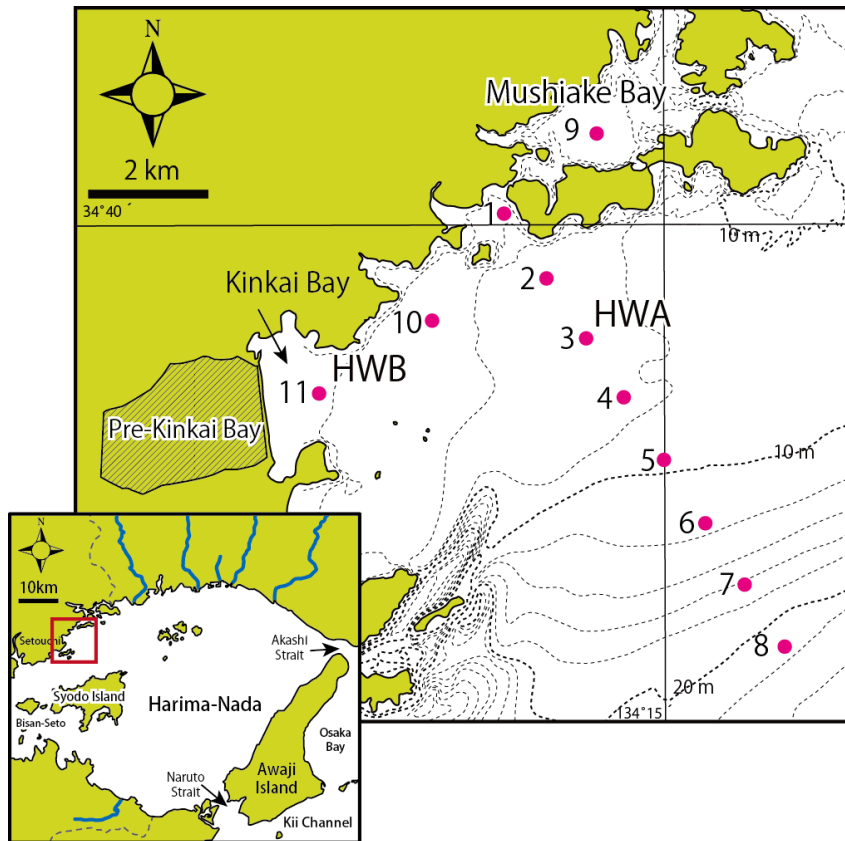 N
2 km
34°40 ´
Mushiake Bay
9
1
10 m
Kinkai Bay
2
10
3
HWA
11
HWB
4
Pre-Kinkai Bay
5
10 m
6
7
8
20 m
134°15
N
10km
Setouchi
Akashi
Strait
Syodo Island
Harima-Nada
Bisan-Seto
Osaka
Bay
Naruto
Strait
Awaji
Island
Kii Channel